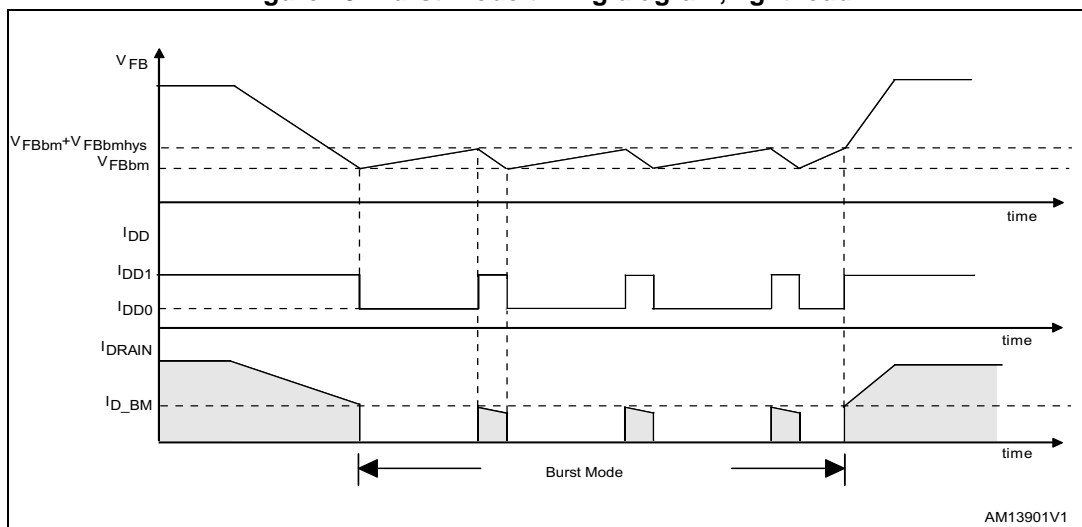 V FB
V FBbm+V FBbmhys
V FBbm
time
I DD
I DD1
I DD0
time
I DRAIN
I D_BM
time
Burst Mode
AM13901V1